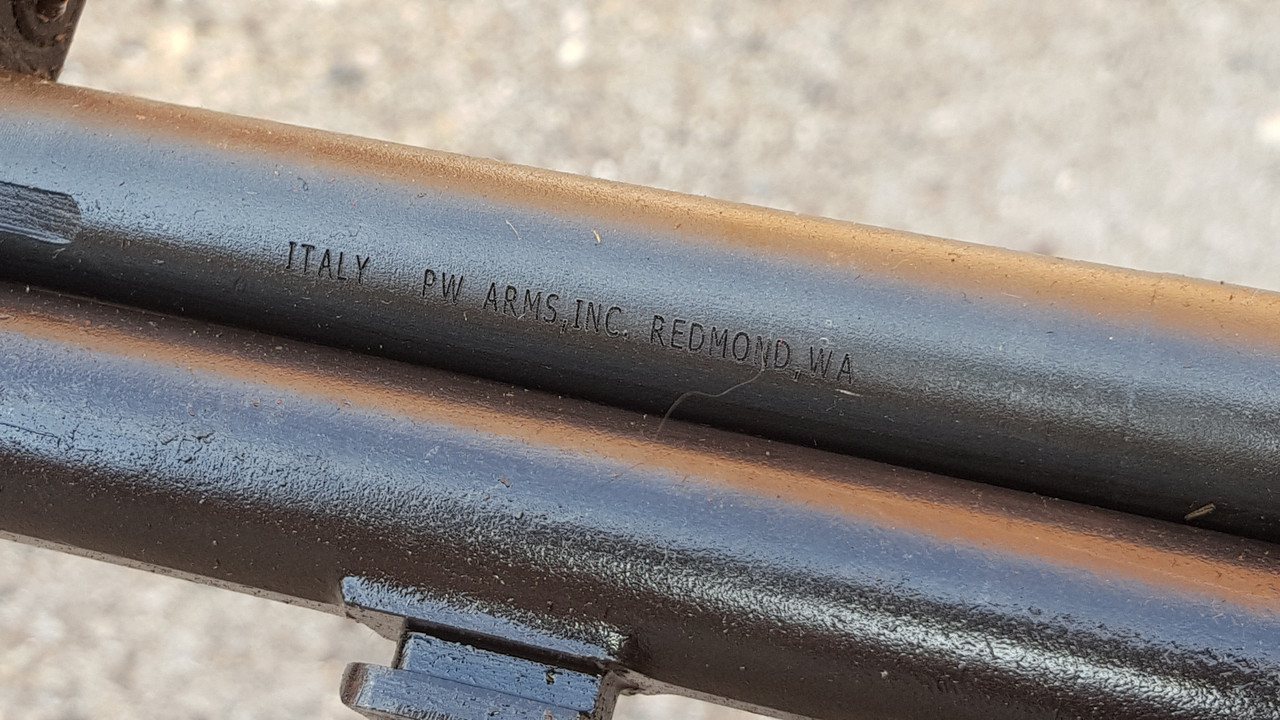 ITALY PW ARMS,INC. REDMOND,WA